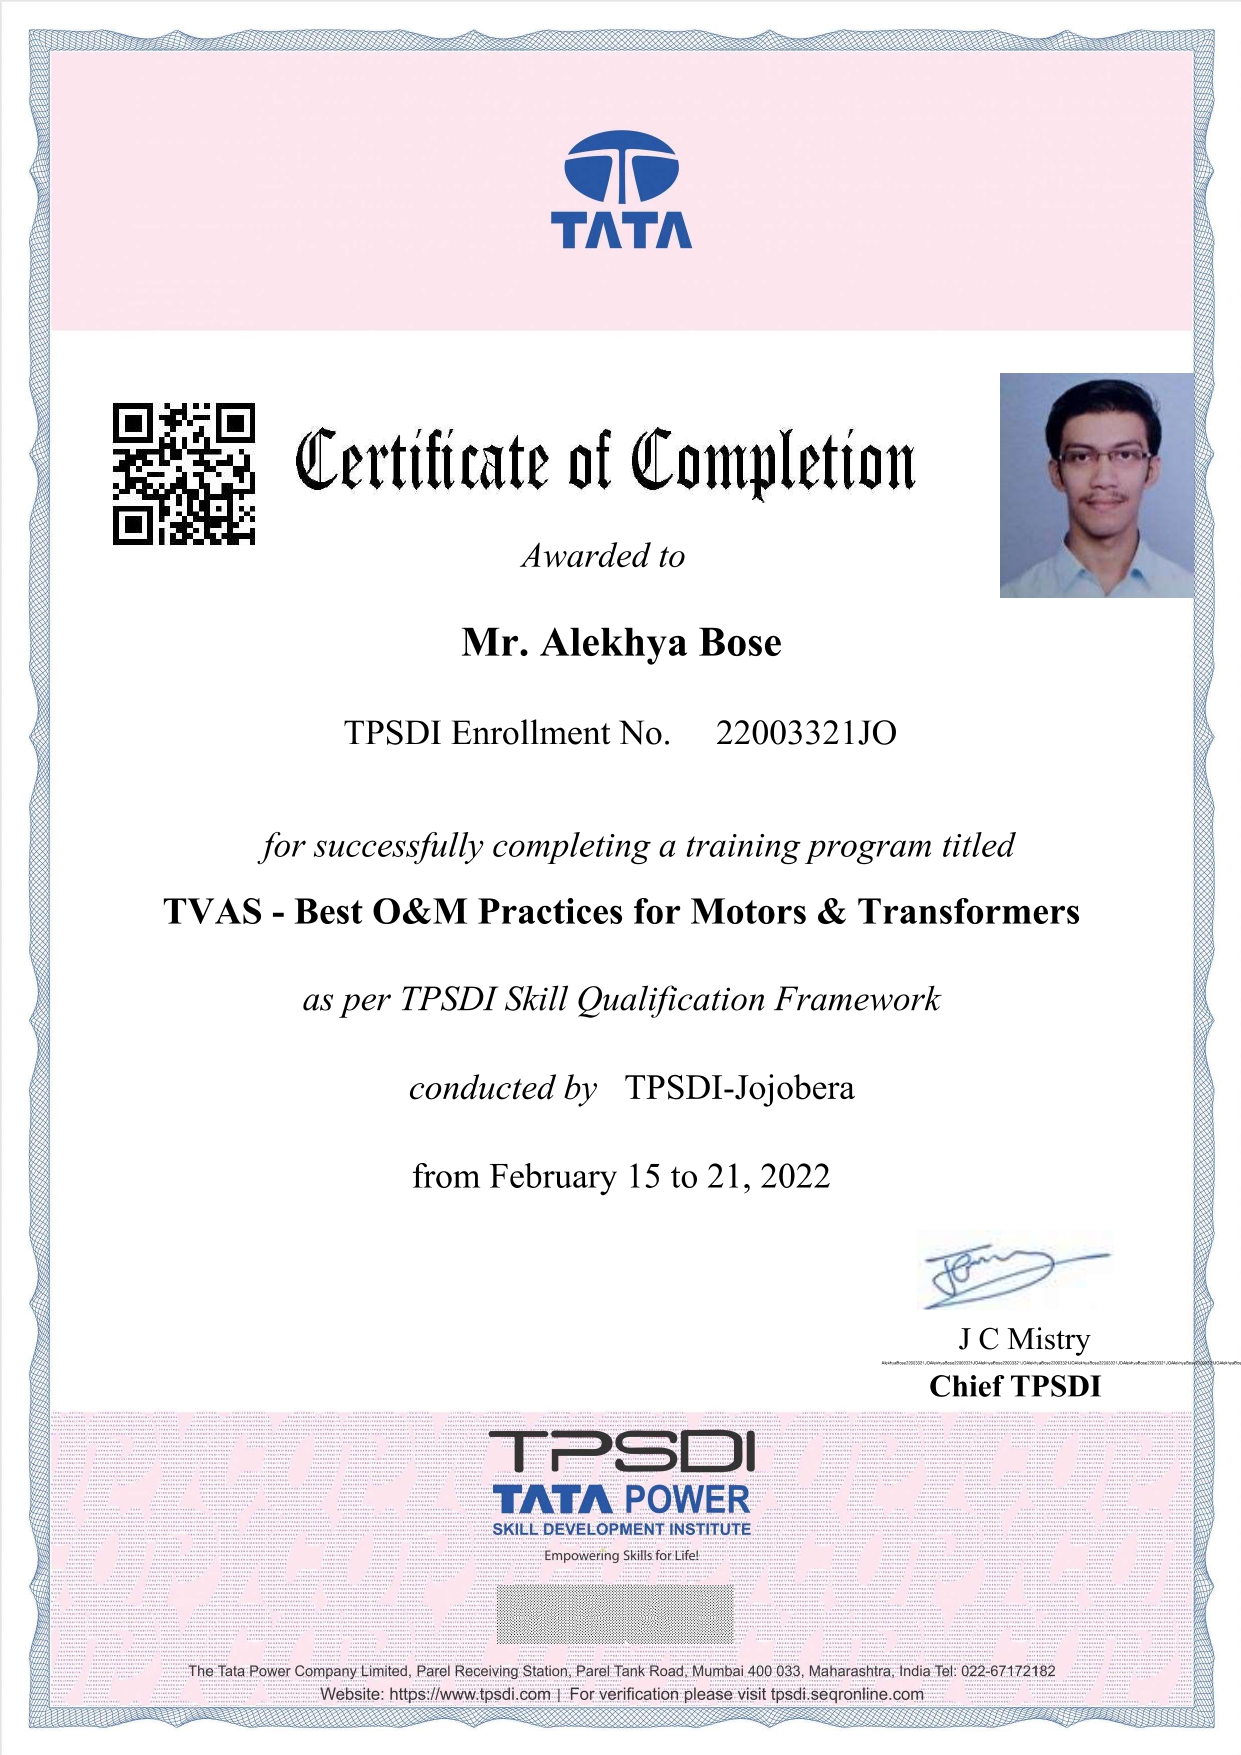 TATA
Certificate of Completion
Awarded to
Mr. Alekhya Bose
TPSDI Enrollment No. 22003321JO
for successfully completing a training program titled
TVAS - Best O&M Practices for Motors & Transformers
as per TPSDI Skill Qualification Framework
conducted by TPSDI-Jojobera
from February 15 to 21, 2022
J C Mistry
Chief TPSDI
TPSDI
TATA POWER
SKILL DEVELOPMENT INSTITUTE
Empowering Skills for Life!
The Tata Power Company Limited, Parel Receiving Station, Parel Tank Road, Mumbai 400 033, Maharashtra, India Tel: 022-67172182
Website: https://www.tpsdi.com | For verification please visit tpsdi.seqronline.com